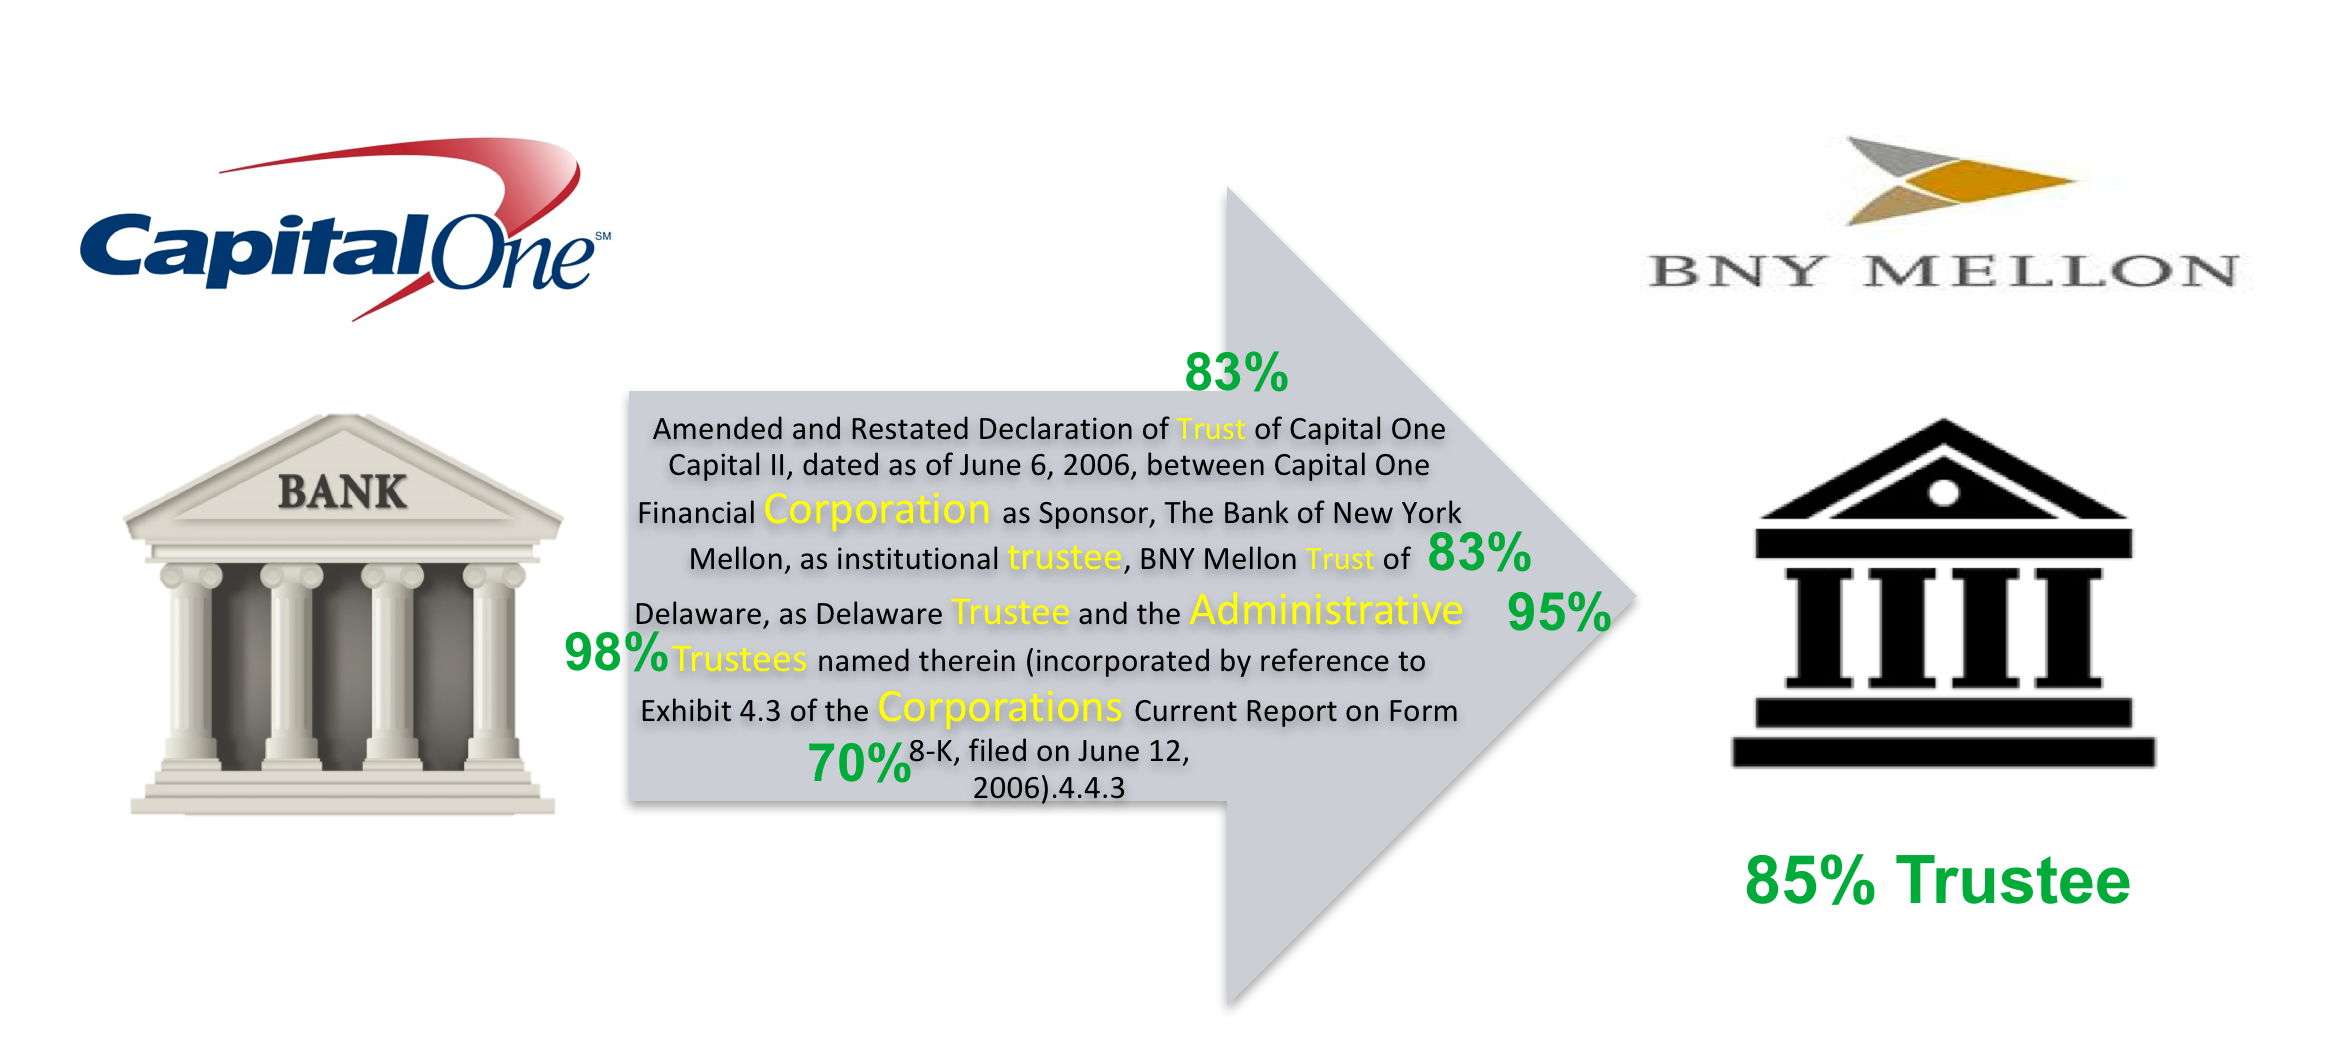 CapitalOne SM
BNY MELLON
BANK
83%
Amended and Restated Declaration of Trust of Capital One
Capital II, dated as of June 6, 2006, between Capital One
Financial Corporation as Sponsor, The Bank of New York
Mellon, as institutional trustee, BNY Mellon Trust of 83%
Delaware, as Delaware Trustee and the Administrative 95%
98% Trustees named therein (incorporated by reference to
Exhibit 4.3 of the Corporations Current Report on Form
70% 8-K, filed on June 12,
2006).4.4.3
85% Trustee